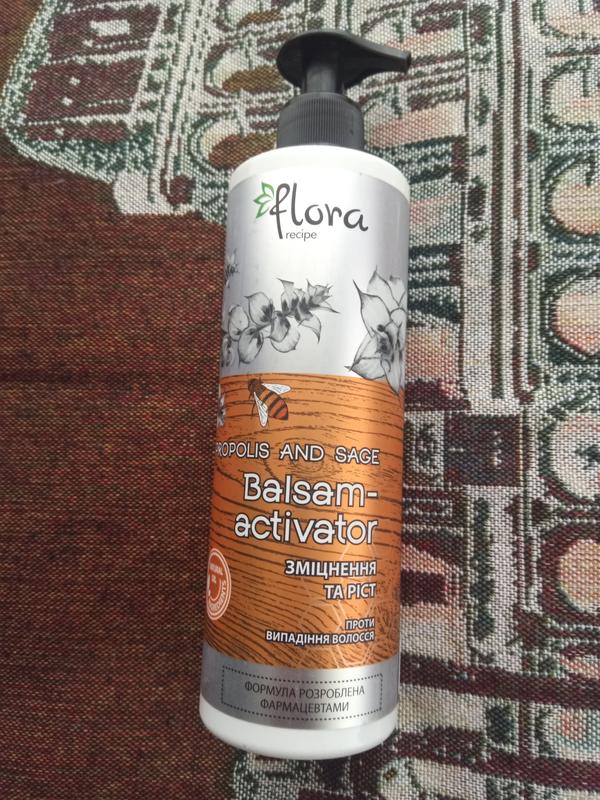 flora
recipe
PROPOLIS AND SAGE
Balsam-
activator
ЗМІЦНЕННЯ
ТА РІСТ
ПРОТИ
ВИПАДІННЯ ВОЛОССЯ
ФОРМУЛА РОЗРОБЛЕНА
ФАРМАЦЕВТАМИ